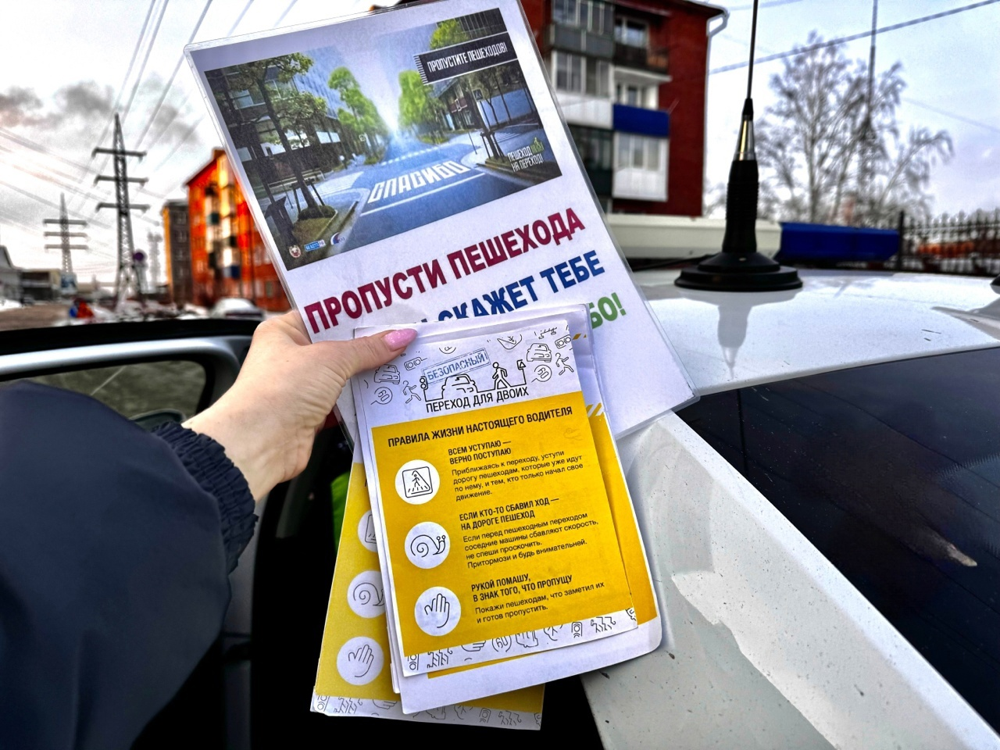 ПРОПУСТИТЕ ПЕШЕХОДОВ!
СПАСИБО
ПЕШЕХОД
НА ПЕРЕХОД!
ПРОПУСТИ ПЕШЕХОДА
СКАЖЕТ ТЕБЕ
БО!
БЕЗОПАСНЫЙ
ПЕРЕХОД ДЛЯ ДВОИХ
ПРАВИЛА ЖИЗНИ НАСТОЯЩЕГО ВОДИТЕЛЯ
ВСЕМ УСТУПАЮ —
ВЕРНО ПОСТУПАЮ
Приближаясь к переходу, уступи
дорогу пешеходам, которые уже идут
по нему, и тем, кто только начал свое
движение.
ЕСЛИ КТО-ТО СБАВИЛ ХОД —
НА ДОРОГЕ ПЕШЕХОД
Если перед пешеходным переходом
соседние машины сбавляют скорость,
не спеши проскочить.
Притормози и будь внимательней.
РУКОЙ ПОМАШУ,
В ЗНАК ТОГО, ЧТО ПРОПУЩУ
Покажи пешеходам, что заметил их
и готов пропустить.